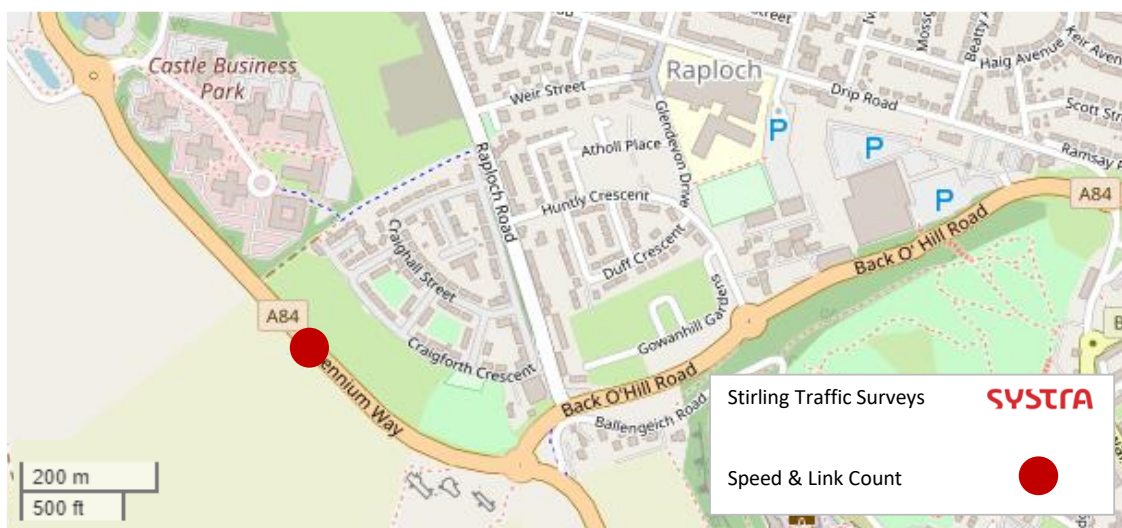 Castle Business
Park
Raploch
Weir Street
Raploch Road
Glendevon Drive
Atholl Place
Huntly Crescent
Duff Crescent
Gowanhill Gardens
Craighall Street
Craigforth Crescent
Street
Drip Road
Haig Avenue
Scott Str
Ramsay
P
P
P
A84
Back O' Hill Road
A84
ennium Way
Back O'Hill Road
Ballengeich Road
B
200 m
500 ft
Stirling Traffic Surveys
SYSTRA
Speed & Link Count